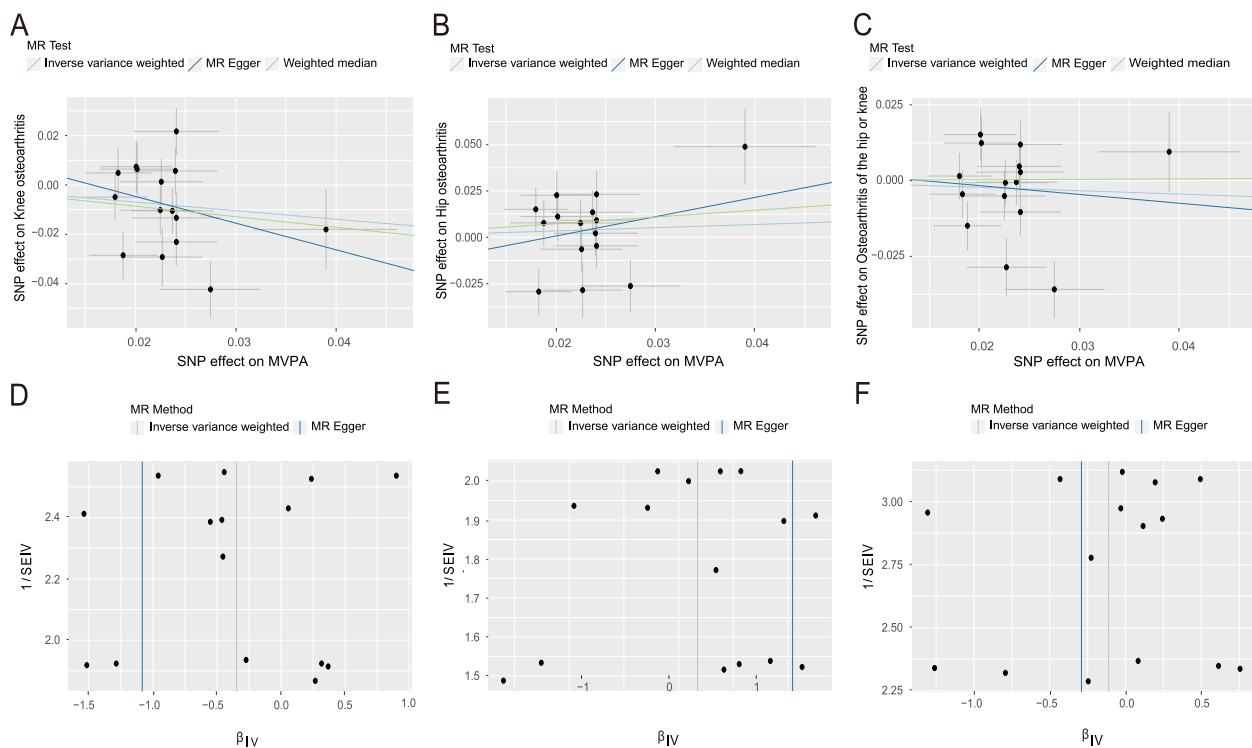 A
MR Test
Inverse variance weighted MR Egger Weighted median
SNP effect on Knee osteoarthritis
0.02
0.00
−0.02
−0.04
0.02 0.03 0.04
SNP effect on MVPA
B
MR Test
Inverse variance weighted MR Egger Weighted median
SNP effect on Hip osteoarthritis
0.050
0.025
0.000
−0.025
0.02 0.03 0.04
SNP effect on MVPA
C
MR Test
Inverse variance weighted MR Egger Weighted median
SNP effect on Osteoarthritis of the hip or knee
0.025
0.000
−0.025
0.02 0.03 0.04
SNP effect on MVPA
D
MR Method
Inverse variance weighted MR Egger
1/SEIV
2.4
2.2
2.0
−1.5 −1.0 −0.5 0.0 0.5 1.0
βIV
E
MR Method
Inverse variance weighted MR Egger
1/SEIV
2.0
1.9
1.8
1.7
1.6
1.5
−1 0 1
βIV
F
MR Method
Inverse variance weighted MR Egger
1/SEIV
3.00
2.75
2.50
2.25
−1.0 −0.5 0.0 0.5
βIV